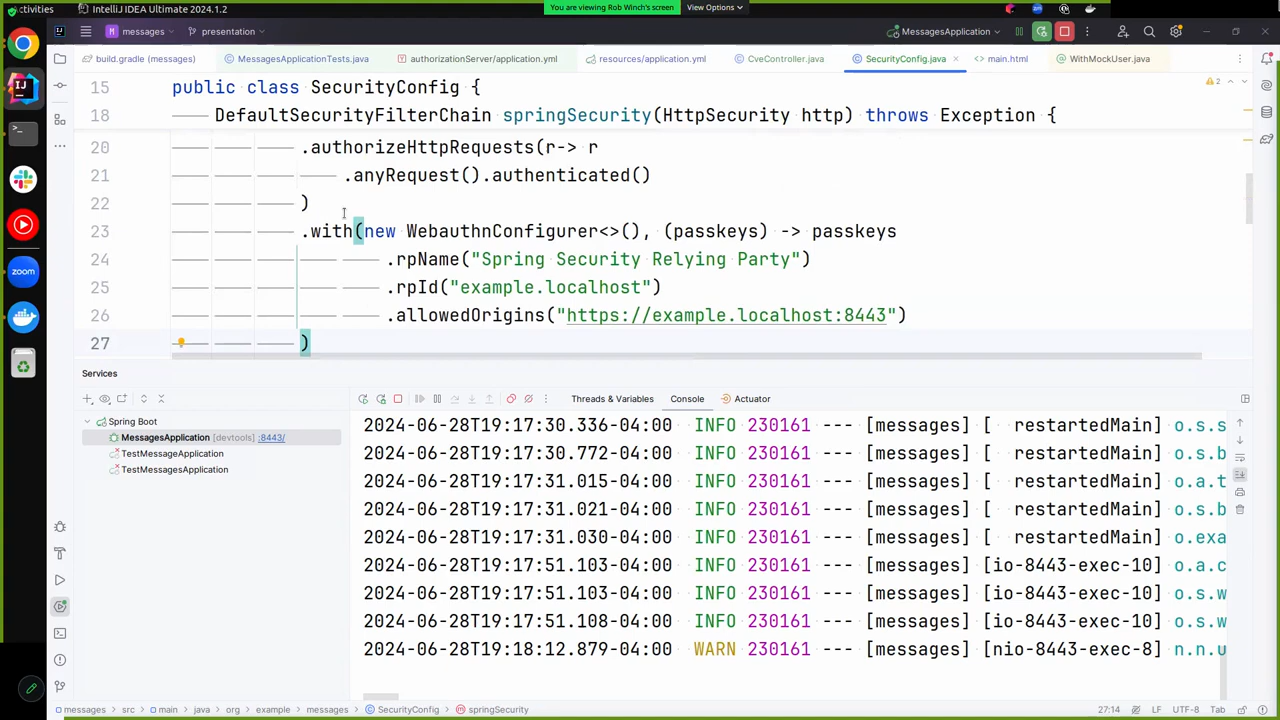 Activities
IntelliJ IDEA Ultimate 2024.1.2
You are viewing Rob Winch's screen
View Options
messages
presentation
MessagesApplication
build.gradle (messages)
MessagesApplicationTests.java
authorizationServer/application.yml
resources/application.yml
CveController.java
SecurityConfig.java
main.html
WithMockUser.java
15 public class SecurityConfig {
2
18 DefaultSecurityFilterChain springSecurity(HttpSecurity http) throws Exception {
20 .authorizeHttpRequests(r-> r
21 .anyRequest().authenticated()
22 )
23 .with(new WebauthnConfigurer<>(), (passkeys) -> passkeys
24 .rpName("Spring Security Relying Party")
25 .rpId("example.localhost")
26 .allowedOrigins("https://example.localhost:8443")
27 )
Services
Threads & Variables
Console
Actuator
Spring Boot
MessagesApplication [devtools] :8443/
TestMessageApplication
TestMessagesApplication
2024-06-28T19:17:30.336-04:00 INFO 230161 --- [messages] [ restartedMain] o.s.s
2024-06-28T19:17:30.772-04:00 INFO 230161 --- [messages] [ restartedMain] o.s.b
2024-06-28T19:17:31.015-04:00 INFO 230161 --- [messages] [ restartedMain] o.a.t
2024-06-28T19:17:31.021-04:00 INFO 230161 --- [messages] [ restartedMain] o.s.b
2024-06-28T19:17:31.030-04:00 INFO 230161 --- [messages] [ restartedMain] o.exa
2024-06-28T19:17:51.103-04:00 INFO 230161 --- [messages] [io-8443-exec-10] o.a.c
2024-06-28T19:17:51.103-04:00 INFO 230161 --- [messages] [io-8443-exec-10] o.s.w
2024-06-28T19:17:51.108-04:00 INFO 230161 --- [messages] [io-8443-exec-10] o.s.w
2024-06-28T19:18:12.879-04:00 WARN 230161 --- [messages] [nio-8443-exec-8] n.n.u
zoom
messages > src > main > java > org > example > messages > SecurityConfig > springSecurity
27:14
LF
UTF-8
Tab